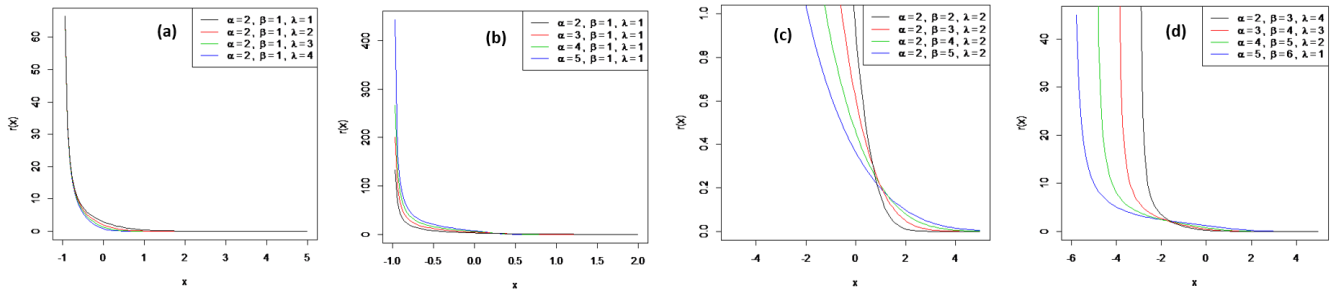 (a)
α=2, β=1, λ=1
α=2, β=1, λ=2
α=2, β=1, λ=3
α=2, β=1, λ=4
r(x)
0 10 20 30 40 50 60
-1 0 1 2 3 4 5
x
(b)
α=2, β=1, λ=1
α=3, β=1, λ=1
α=4, β=1, λ=1
α=5, β=1, λ=1
r(x)
0 100 200 300 400
-1.0 -0.5 0.0 0.5 1.0 1.5 2.0
x
(c)
α=2, β=2, λ=2
α=2, β=3, λ=2
α=2, β=4, λ=2
α=2, β=5, λ=2
r(x)
0.0 0.2 0.4 0.6 0.8 1.0
-4 -2 0 2 4
x
(d)
α=2, β=3, λ=4
α=3, β=4, λ=3
α=4, β=5, λ=2
α=5, β=6, λ=1
r(x)
0 10 20 30 40
-6 -4 -2 0 2 4
x